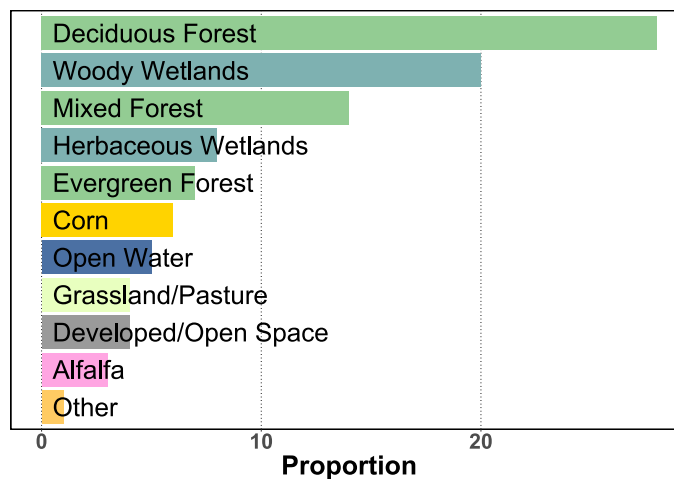 Deciduous Forest
Woody Wetlands
Mixed Forest
Herbaceous Wetlands
Evergreen Forest
Corn
Open Water
Grassland/Pasture
Developed/Open Space
Alfalfa
Other
0 10 20
Proportion